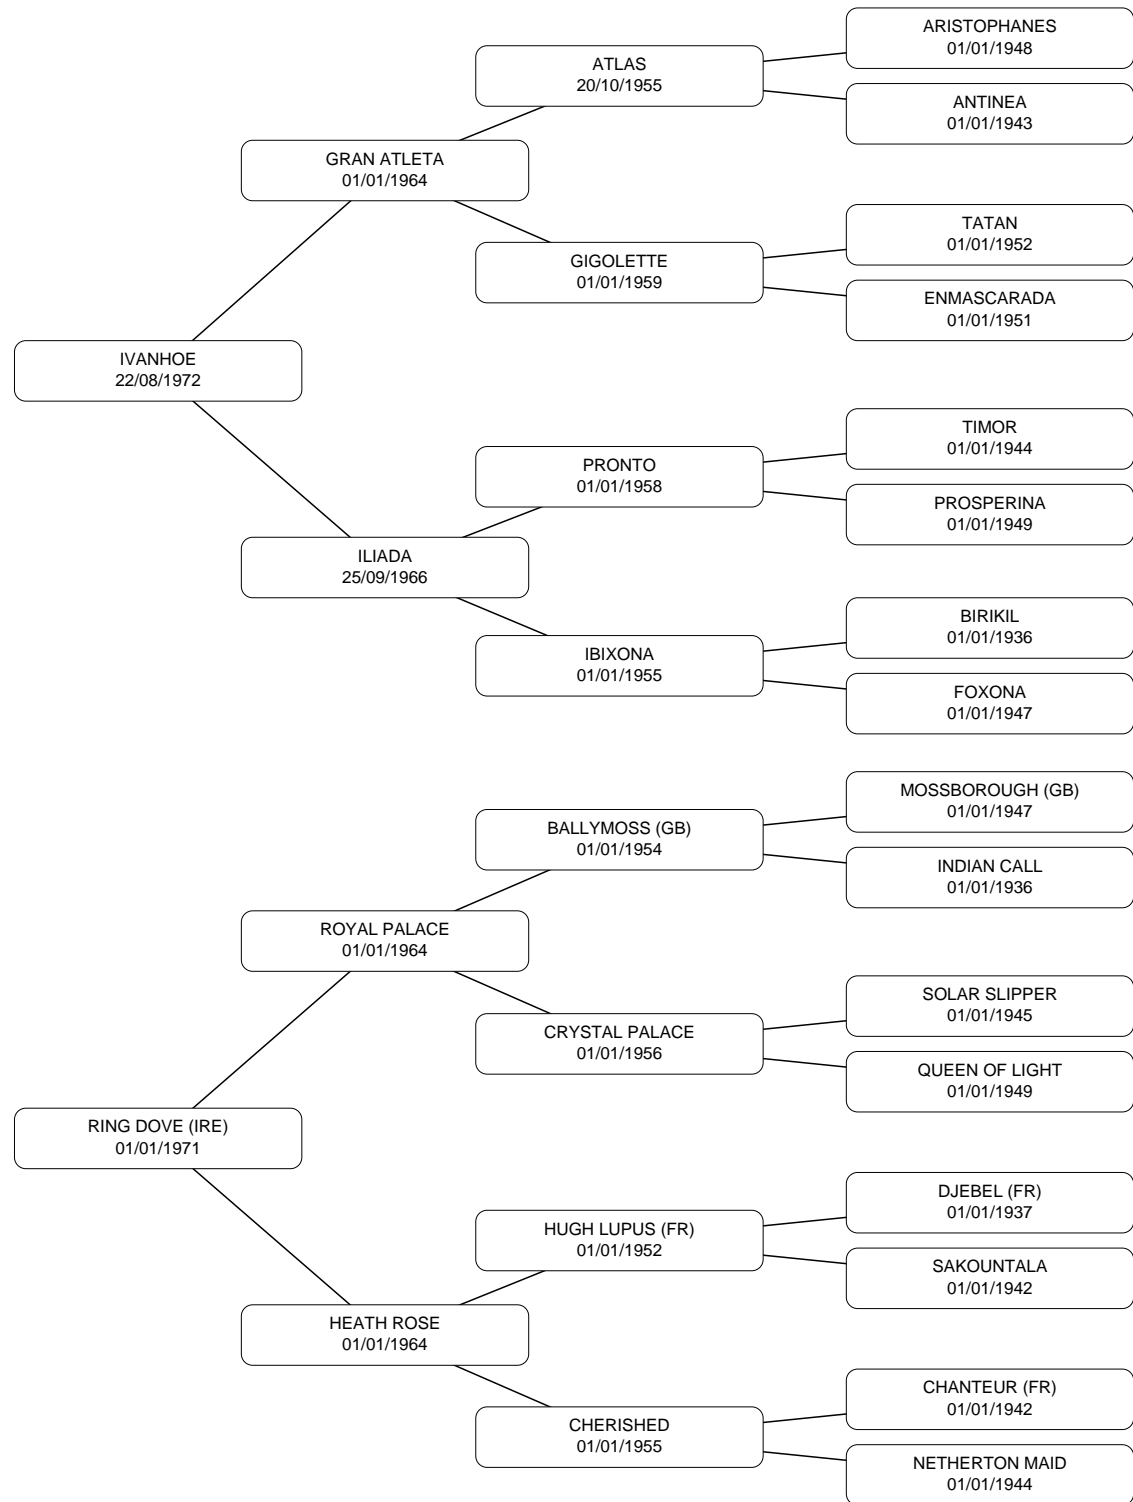 ARISTOPHANES
01/01/1948
ATLAS
20/10/1955
ANTINEA
01/01/1943
GRAN ATLETA
01/01/1964
TATAN
01/01/1952
GIGOLETTE
01/01/1959
ENMASCARADA
01/01/1951
IVANHOE
22/08/1972
TIMOR
01/01/1944
PRONTO
01/01/1958
PROSPERINA
01/01/1949
ILIADA
25/09/1966
BIRIKIL
01/01/1936
IBIXONA
01/01/1955
FOXONA
01/01/1947
MOSSBOROUGH (GB)
01/01/1947
BALLYMOSS (GB)
01/01/1954
INDIAN CALL
01/01/1936
ROYAL PALACE
01/01/1964
SOLAR SLIPPER
01/01/1945
CRYSTAL PALACE
01/01/1956
QUEEN OF LIGHT
01/01/1949
RING DOVE (IRE)
01/01/1971
DJEBEL (FR)
01/01/1937
HUGH LUPUS (FR)
01/01/1952
SAKOUNTALA
01/01/1942
HEATH ROSE
01/01/1964
CHANTEUR (FR)
01/01/1942
CHERISHED
01/01/1955
NETHERTON MAID
01/01/1944